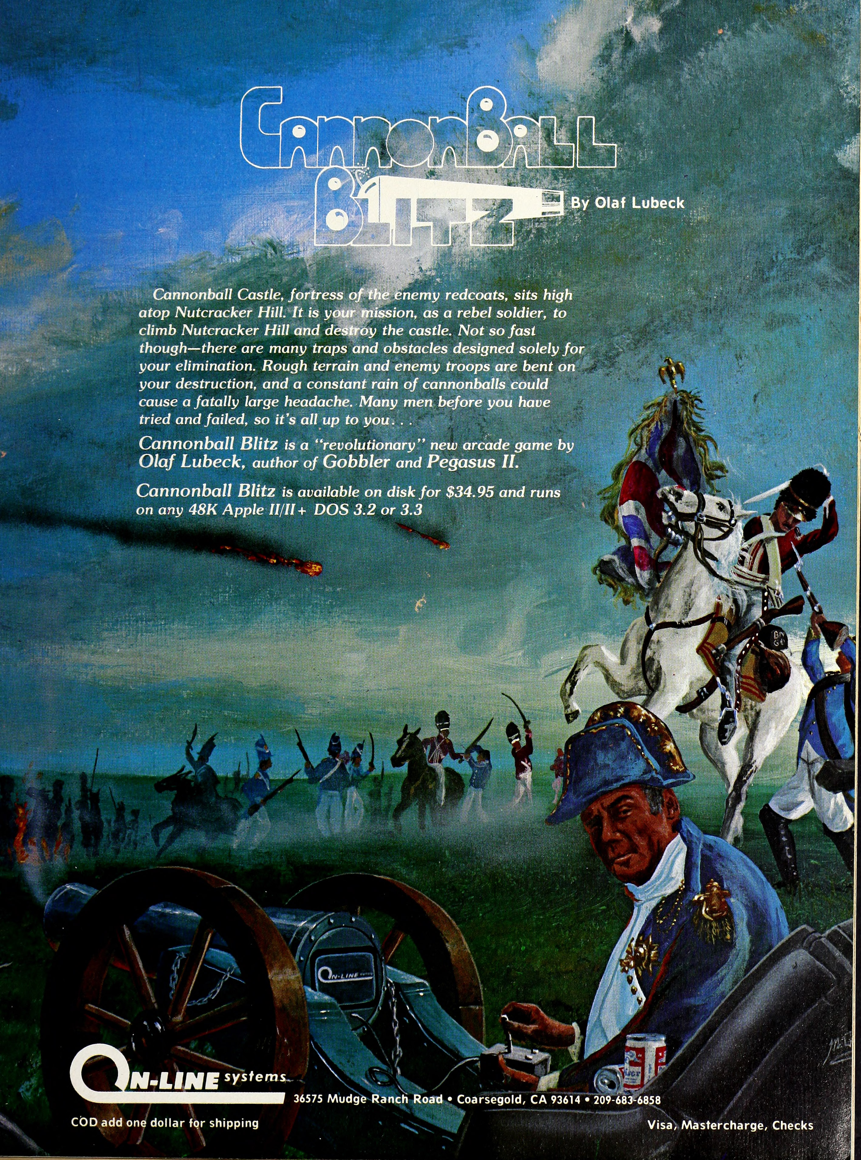 CANNONBALL
BLITZ
By Olaf Lubeck
Cannonball Castle, fortress of the enemy redcoats, sits high
atop Nutcracker Hill. It is your mission, as a rebel soldier, to
climb Nutcracker Hill and destroy the castle. Not so fast
though—there are many traps and obstacles designed solely for
your elimination. Rough terrain and enemy troops are bent on
your destruction, and a constant rain of cannonballs could
cause a fatally large headache. Many men before you have
tried and failed, so it's all up to you. . .
Cannonball Blitz is a "revolutionary" new arcade game by
Olaf Lubeck, author of Gobbler and Pegasus II.
Cannonball Blitz is available on disk for $34.95 and runs
on any 48K Apple II/II+ DOS 3.2 or 3.3
ON-LINE
ON-LINE systems
36575 Mudge Ranch Road • Coarsegold, CA 93614 • 209-683-6858
COD add one dollar for shipping
Visa, Mastercharge, Checks